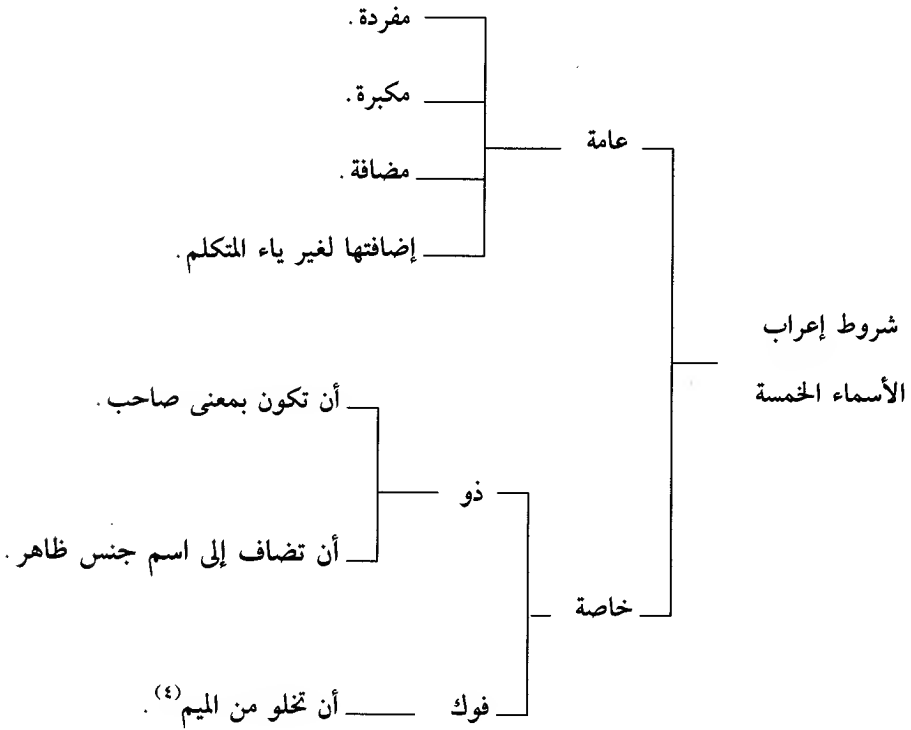 شروط إعراب
الأسماء الخمسة
عامة
مفردة.
مكبرة.
مضافة.
إضافتها لغير ياء المتكلم.
خاصة
ذو
أن تكون بمعنى صاحب.
أن تضاف إلى اسم جنس ظاهر.
فوك
أن تخلو من الميم(٤).